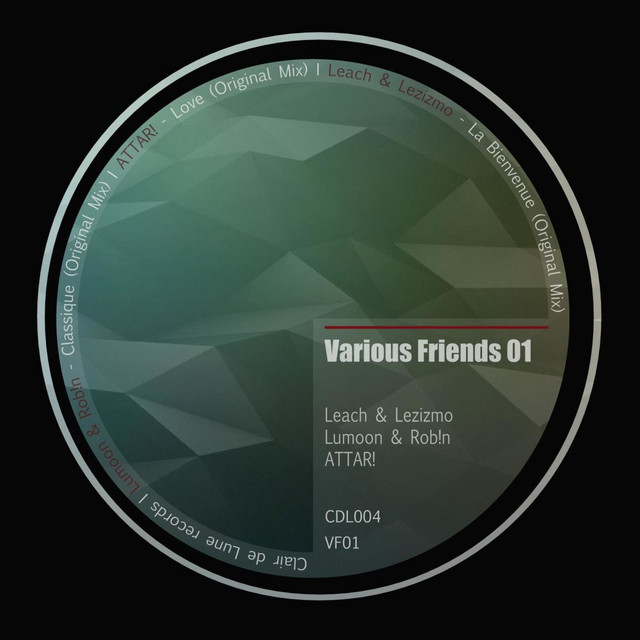 Clair de Lune records | Lumoon & Rob!n - Classique (Original Mix) | ATTAR! - Love (Original Mix) | Leach & Lezizmo - La Bienvenue (Original Mix)
Various Friends 01
Leach & Lezizmo
Lumoon & Rob!n
ATTAR!
CDL004
VF01